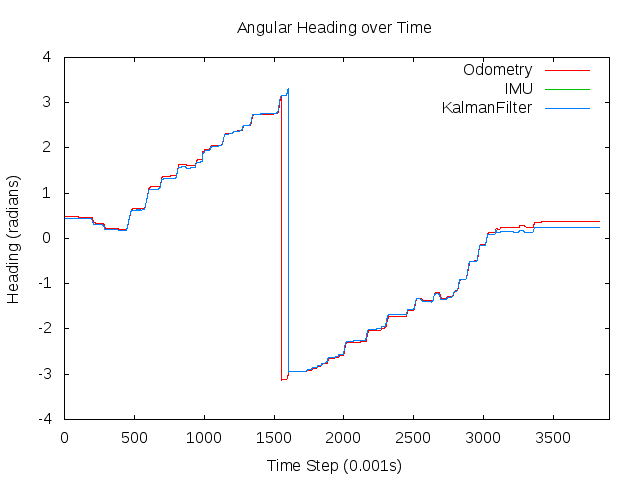 Angular Heading over Time
4
3
2
1
0
-1
-2
-3
-4
Heading (radians)
Odometry
IMU
KalmanFilter
0 500 1000 1500 2000 2500 3000 3500
Time Step (0.001s)